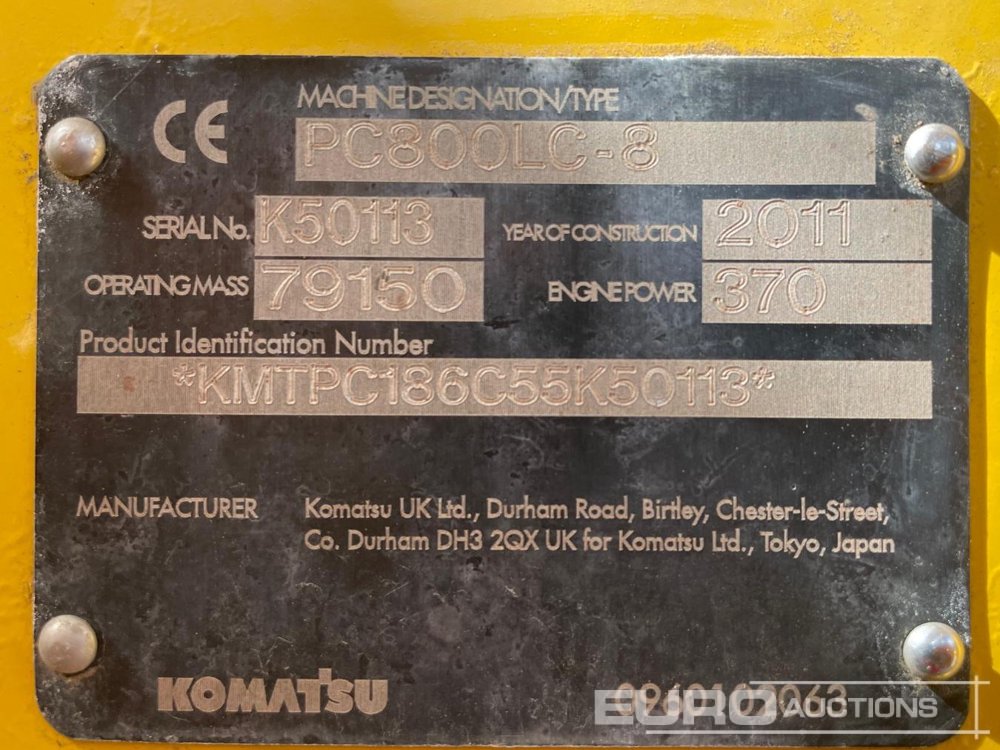 CE
MACHINE DESIGNATION/TYPE
PC800LC-8
SERIAL No. K50113 YEAR OF CONSTRUCTION 2011
OPERATING MASS 79150 ENGINE POWER 370
Product Identification Number
*KMTPC186C55K50113*
MANUFACTURER Komatsu UK Ltd., Durham Road, Birtley, Chester-le-Street,
Co. Durham DH3 2QX UK for Komatsu Ltd., Tokyo, Japan
KOMATSU 0960102063
EURO AUCTIONS